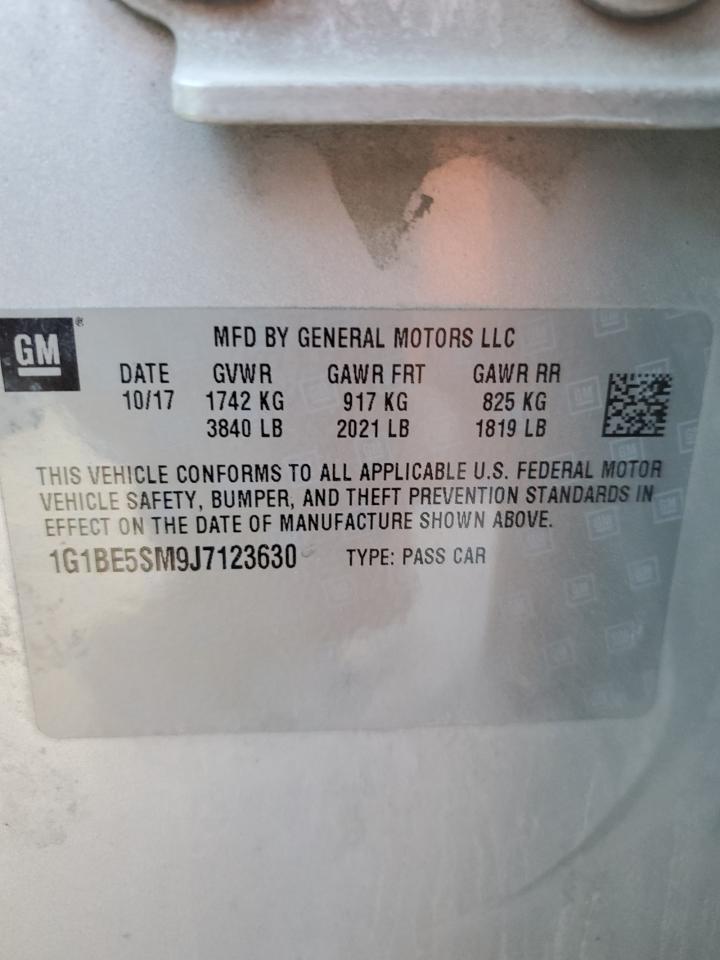 GM®
MFD BY GENERAL MOTORS LLC
DATE GVWR GAWR FRT GAWR RR
10/17 1742 KG 917 KG 825 KG
3840 LB 2021 LB 1819 LB
THIS VEHICLE CONFORMS TO ALL APPLICABLE U.S. FEDERAL MOTOR
VEHICLE SAFETY, BUMPER, AND THEFT PREVENTION STANDARDS IN
EFFECT ON THE DATE OF MANUFACTURE SHOWN ABOVE.
1G1BE5SM9J7123630 TYPE: PASS CAR